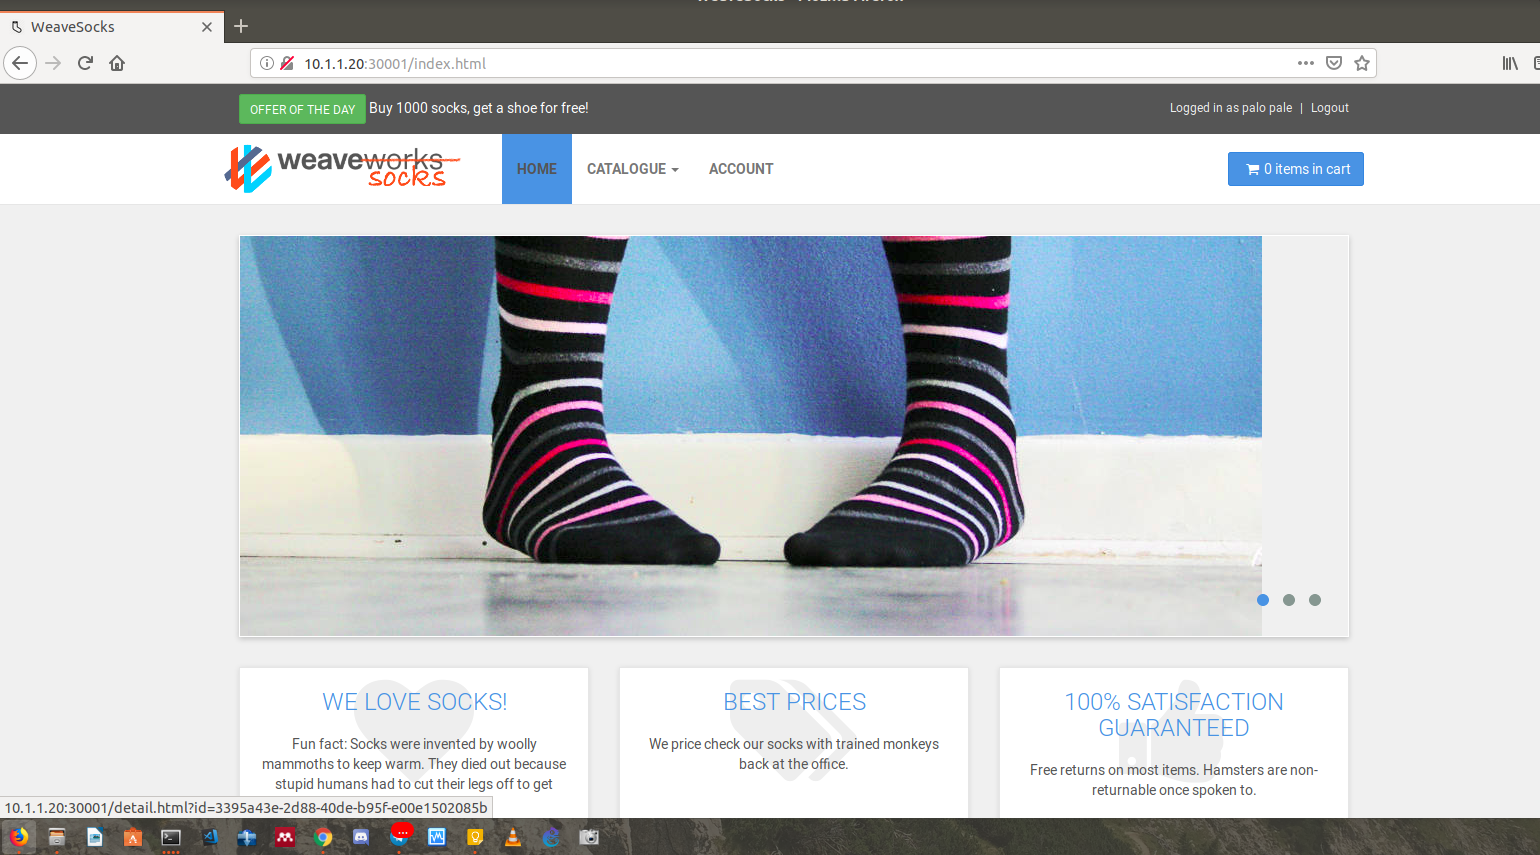 WeaveSocks
10.1.1.20:30001/index.html
OFFER OF THE DAY Buy 1000 socks, get a shoe for free!
Logged in as palo pale | Logout
weaveworks
socks
HOME
CATALOGUE
ACCOUNT
0 items in cart
WE LOVE SOCKS!
Fun fact: Socks were invented by woolly
mammoths to keep warm. They died out because
stupid humans had to cut their legs off to get
BEST PRICES
We price check our socks with trained monkeys
back at the office.
100% SATISFACTION
GUARANTEED
Free returns on most items. Hamsters are non-
returnable once spoken to.
10.1.1.20:30001/detail.html?id=3395a43e-2d88-40de-b95f-e00e1502085b